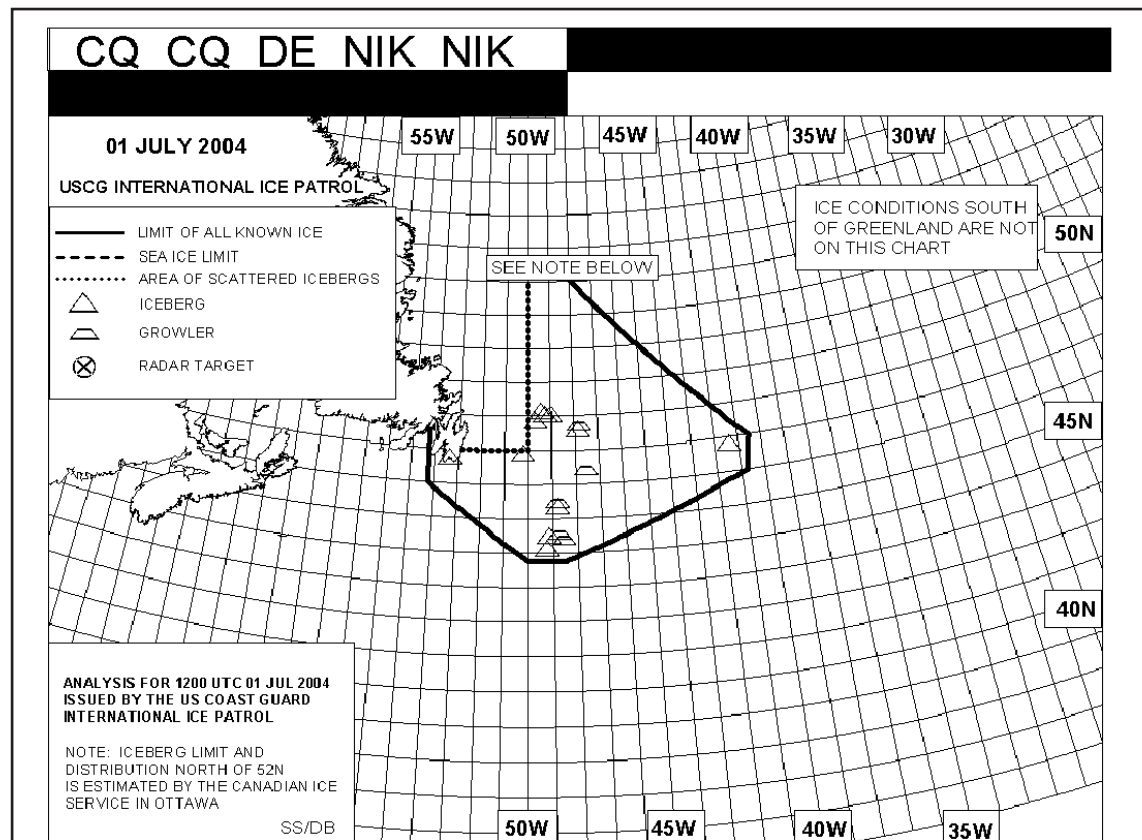 CQ CQ DE NIK NIK
55W 50W 45W 40W 35W 30W
01 JULY 2004
USCG INTERNATIONAL ICE PATROL
LIMIT OF ALL KNOWN ICE
SEA ICE LIMIT
AREA OF SCATTERED ICEBERGS
ICEBERG
GROWLER
RADAR TARGET
SEE NOTE BELOW
ICE CONDITIONS SOUTH
OF GREENLAND ARE NOT
ON THIS CHART
50N
45N
40N
ANALYSIS FOR 1200 UTC 01 JUL 2004
ISSUED BY THE US COAST GUARD
INTERNATIONAL ICE PATROL
NOTE: ICEBERG LIMIT AND
DISTRIBUTION NORTH OF 52N
IS ESTIMATED BY THE CANADIAN ICE
SERVICE IN OTTAWA
SS/DB
50W 45W 40W 35W